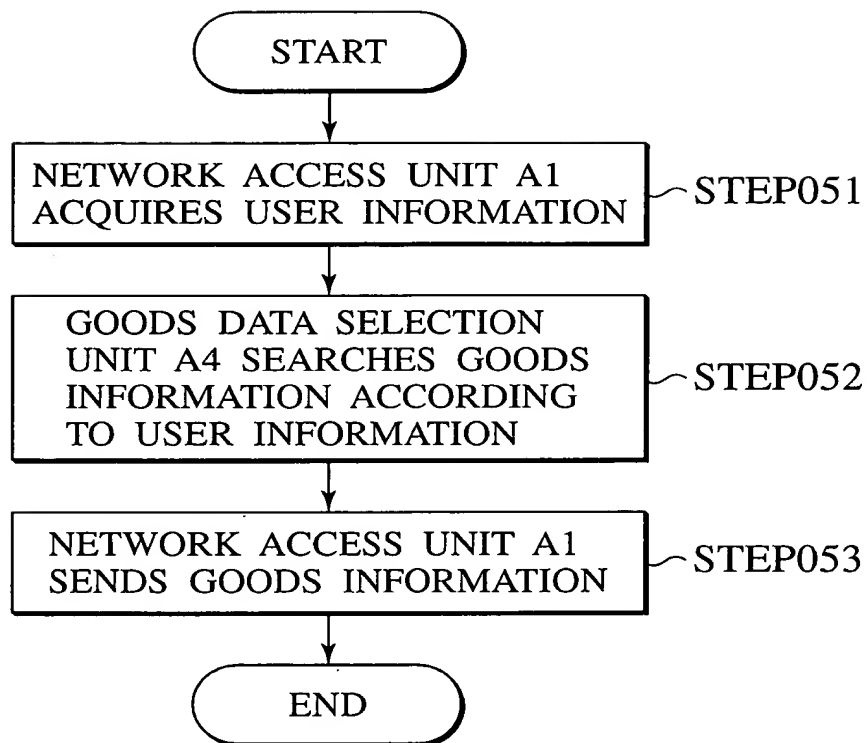 START
NETWORK ACCESS UNIT A1
ACQUIRES USER INFORMATION
STEP051
GOODS DATA SELECTION
UNIT A4 SEARCHES GOODS
INFORMATION ACCORDING
TO USER INFORMATION
STEP052
NETWORK ACCESS UNIT A1
SENDS GOODS INFORMATION
STEP053
END